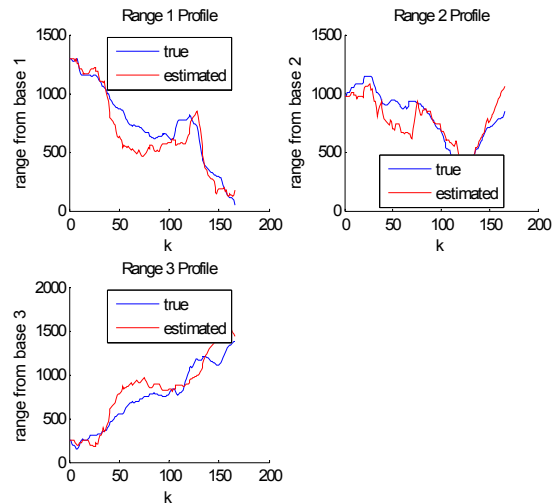 Range 1 Profile
1500
1000
500
0
0 50 100 150 200
range from base 1
k
true
estimated
Range 2 Profile
1500
1000
500
0
0 50 100 150 200
range from base 2
k
true
estimated
Range 3 Profile
2000
1500
1000
500
0
0 50 100 150 200
range from base 3
k
true
estimated